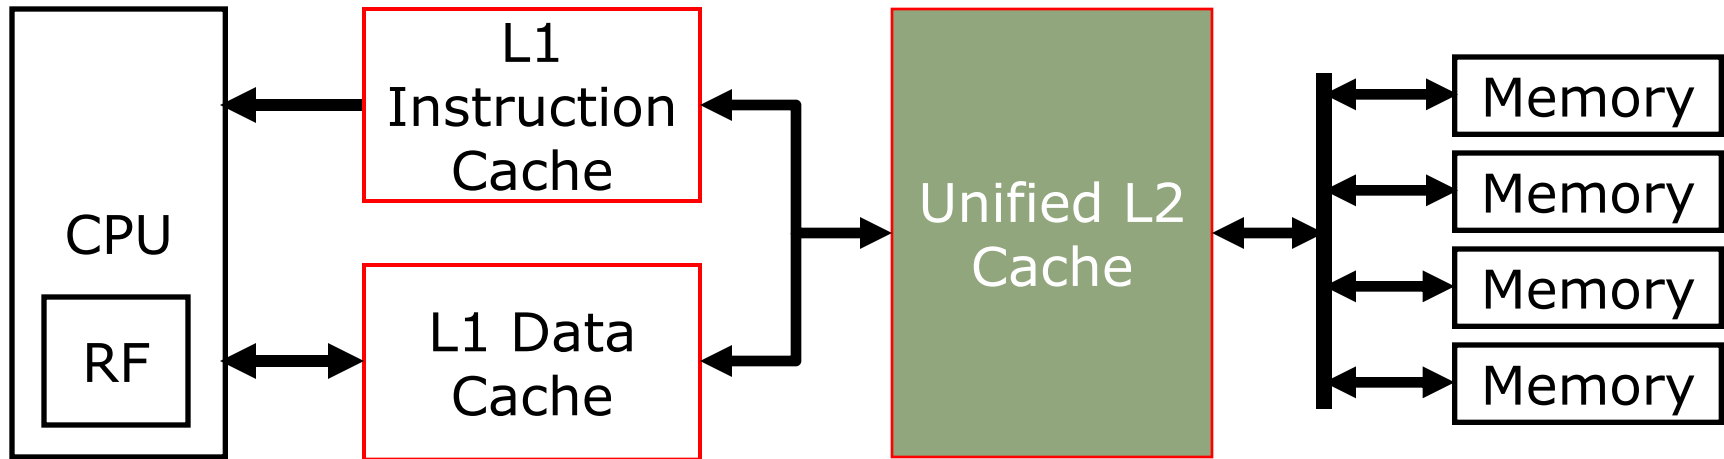 CPU
RF
L1
Instruction
Cache
L1 Data
Cache
Unified L2
Cache
Memory
Memory
Memory
Memory